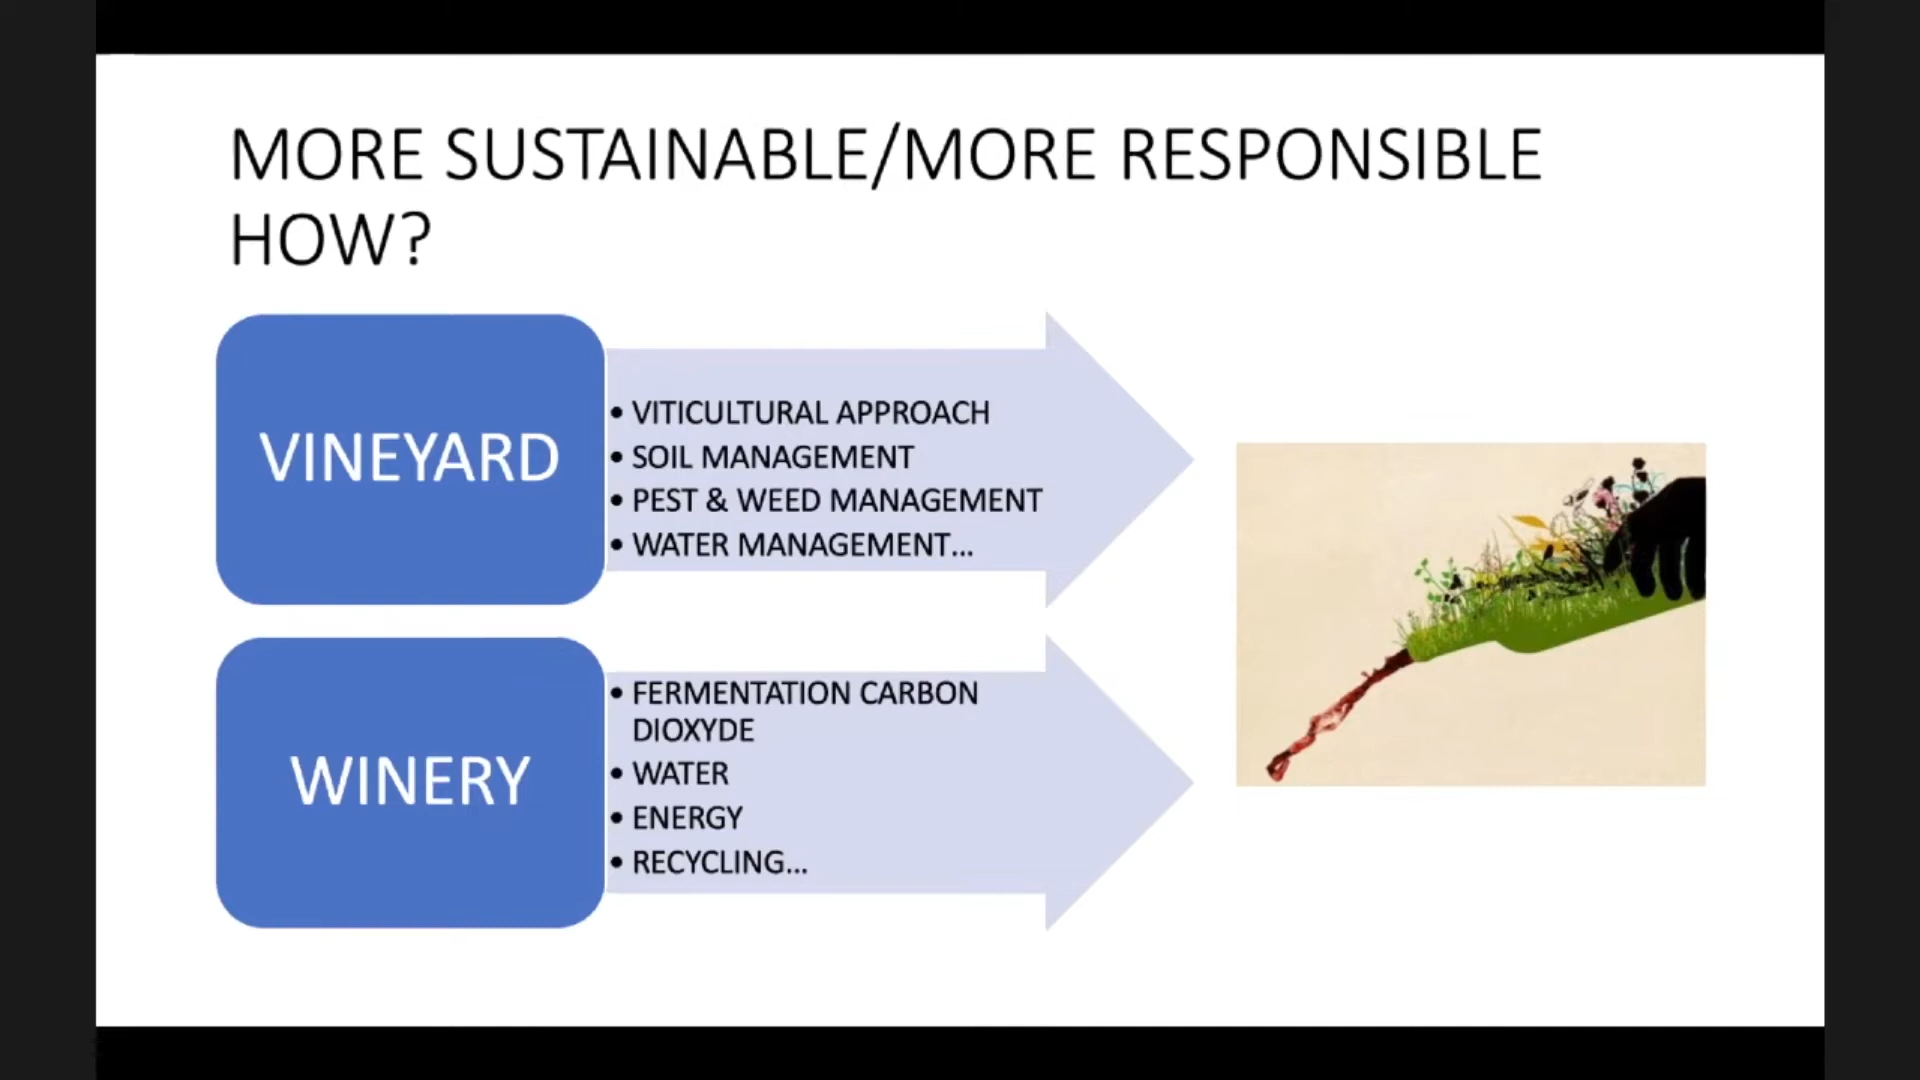 MORE SUSTAINABLE/MORE RESPONSIBLE
HOW?
VINEYARD
• VITICULTURAL APPROACH
• SOIL MANAGEMENT
• PEST & WEED MANAGEMENT
• WATER MANAGEMENT...
WINERY
• FERMENTATION CARBON
DIOXYDE
• WATER
• ENERGY
• RECYCLING...